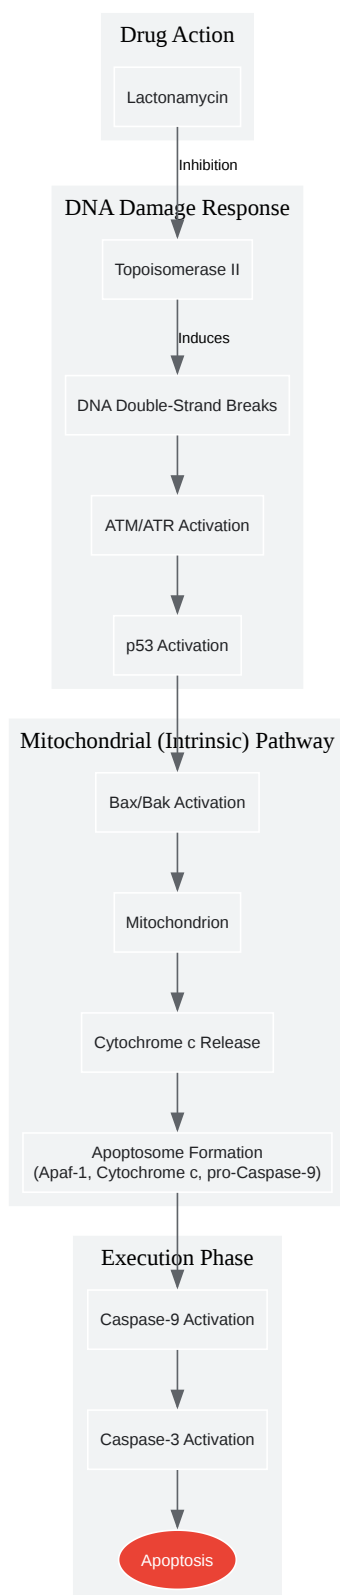 Drug Action
Lactonamycin
Inhibition
DNA Damage Response
Topoisomerase II
Induces
DNA Double-Strand Breaks
ATM/ATR Activation
p53 Activation
Mitochondrial (Intrinsic) Pathway
Bax/Bak Activation
Mitochondrion
Cytochrome c Release
Apoptosome Formation
(Apaf-1, Cytochrome c, pro-Caspase-9)
Execution Phase
Caspase-9 Activation
Caspase-3 Activation
Apoptosis